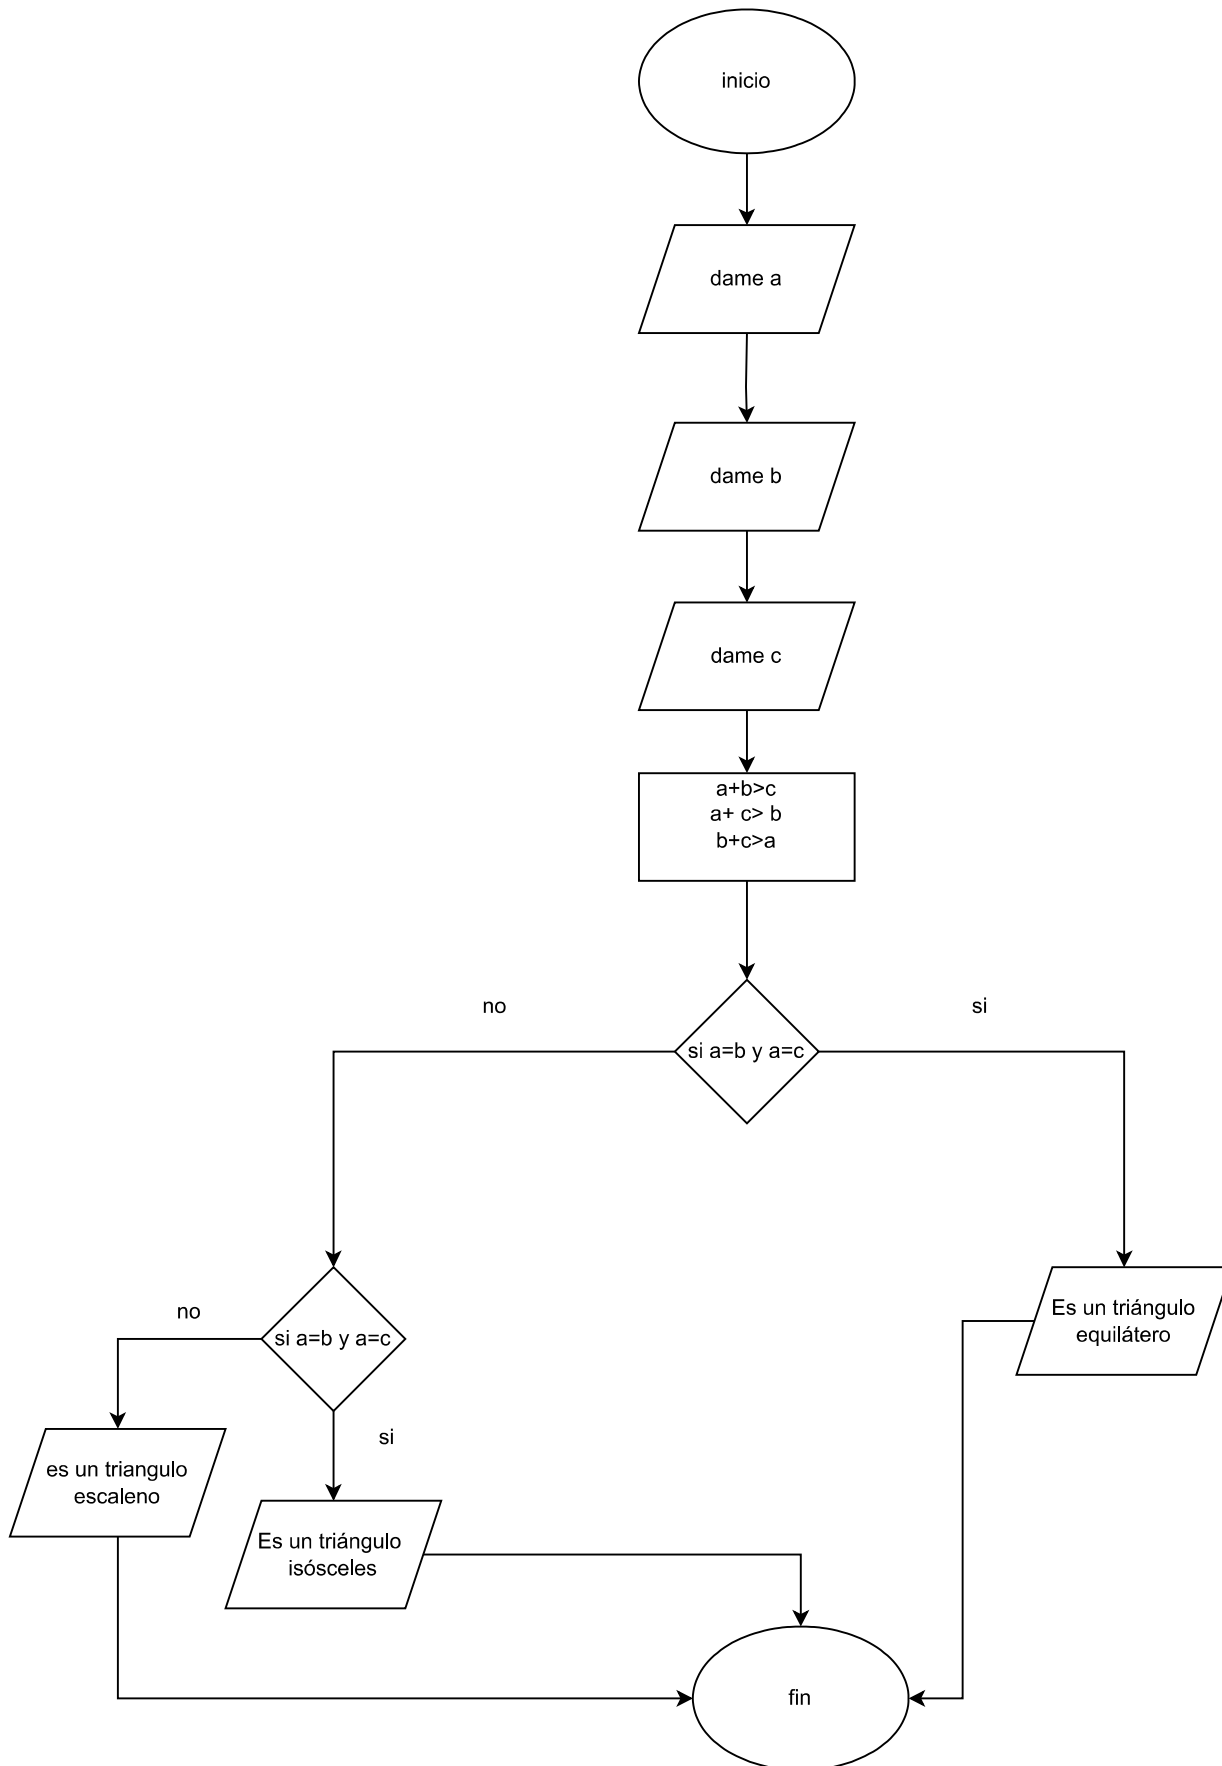 inicio
dame a
dame b
dame c
a+b>c
a+ c> b
b+c>a
no
si
si a=b y a=c
no
si a=b y a=c
si
Es un triángulo
equilátero
es un triangulo
escaleno
Es un triángulo
isósceles
fin